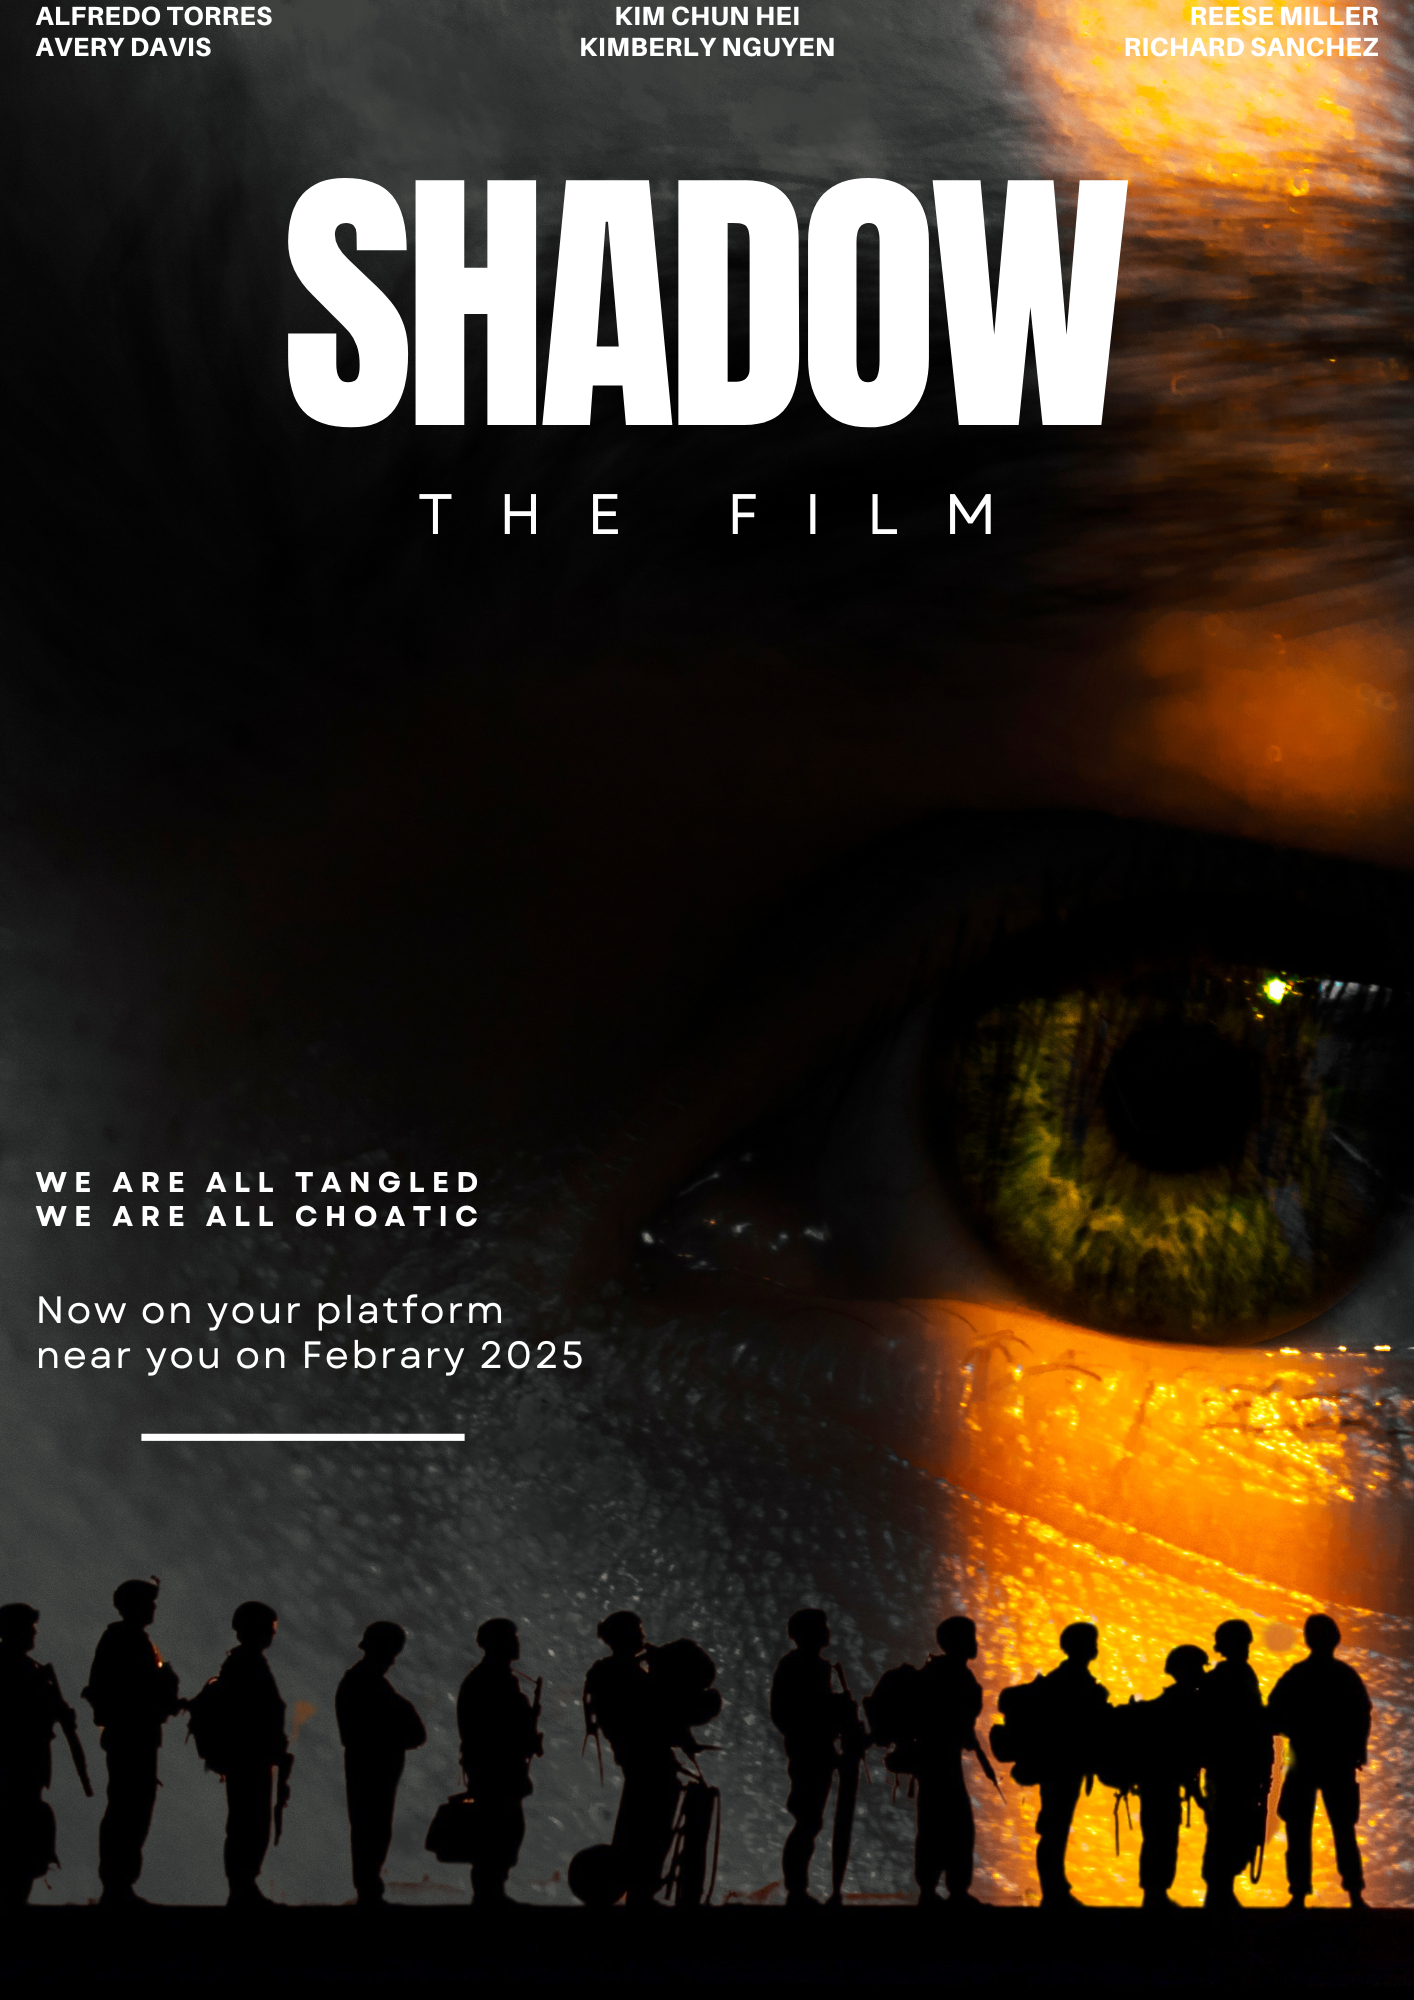 ALFREDO TORRES
AVERY DAVIS
KIM CHUN HEI
KIMBERLY NGUYEN
REESE MILLER
RICHARD SANCHEZ
SHADOW
THE FILM
WE ARE ALL TANGLED
WE ARE ALL CHOATIC
Now on your platform
near you on Febrary 2025